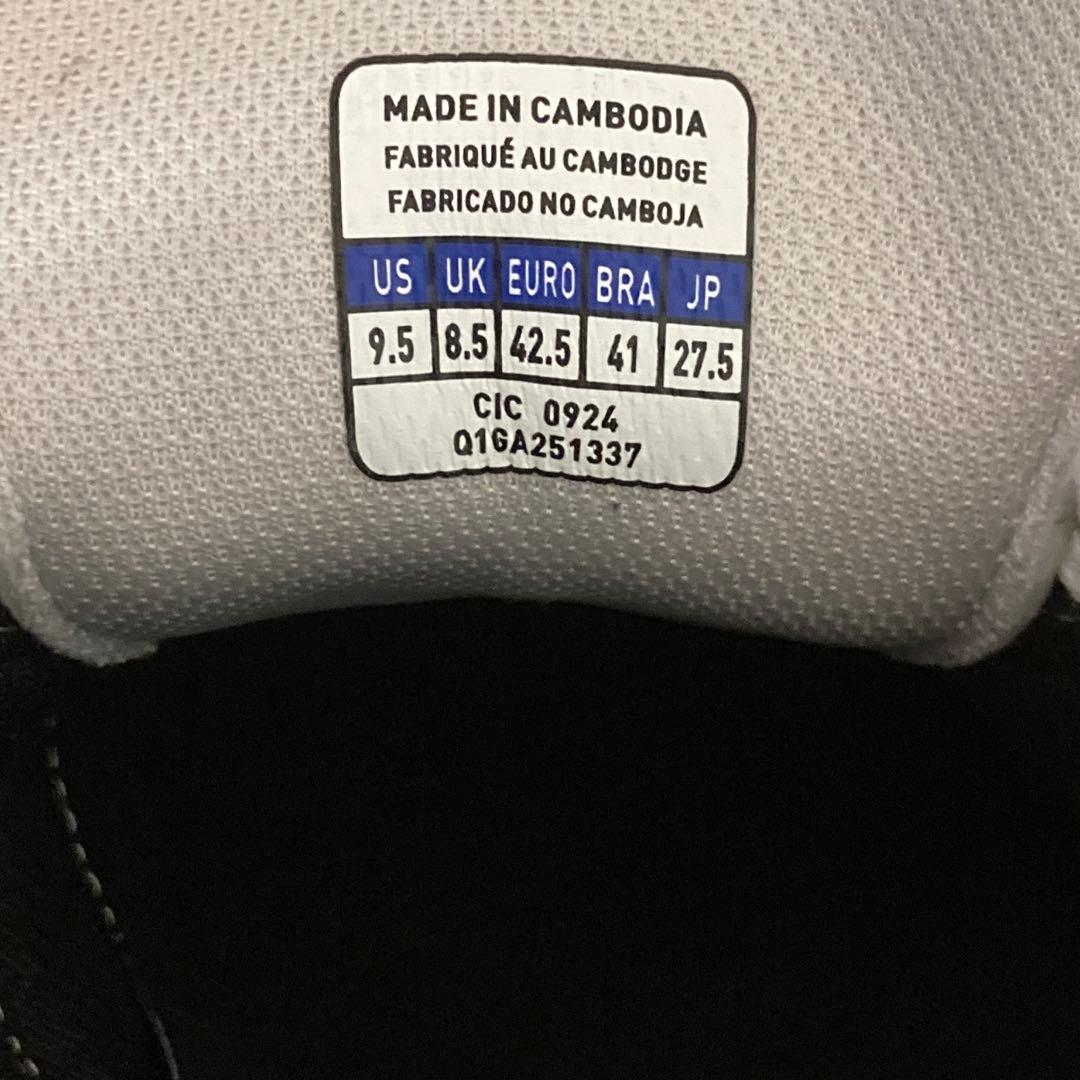 MADE IN CAMBODIA
FABRIQUÉ AU CAMBODGE
FABRICADO NO CAMBOJA
US UK EURO BRA JP
9.5 8.5 42.5 41 27.5
CIC 0924
Q1GA251337